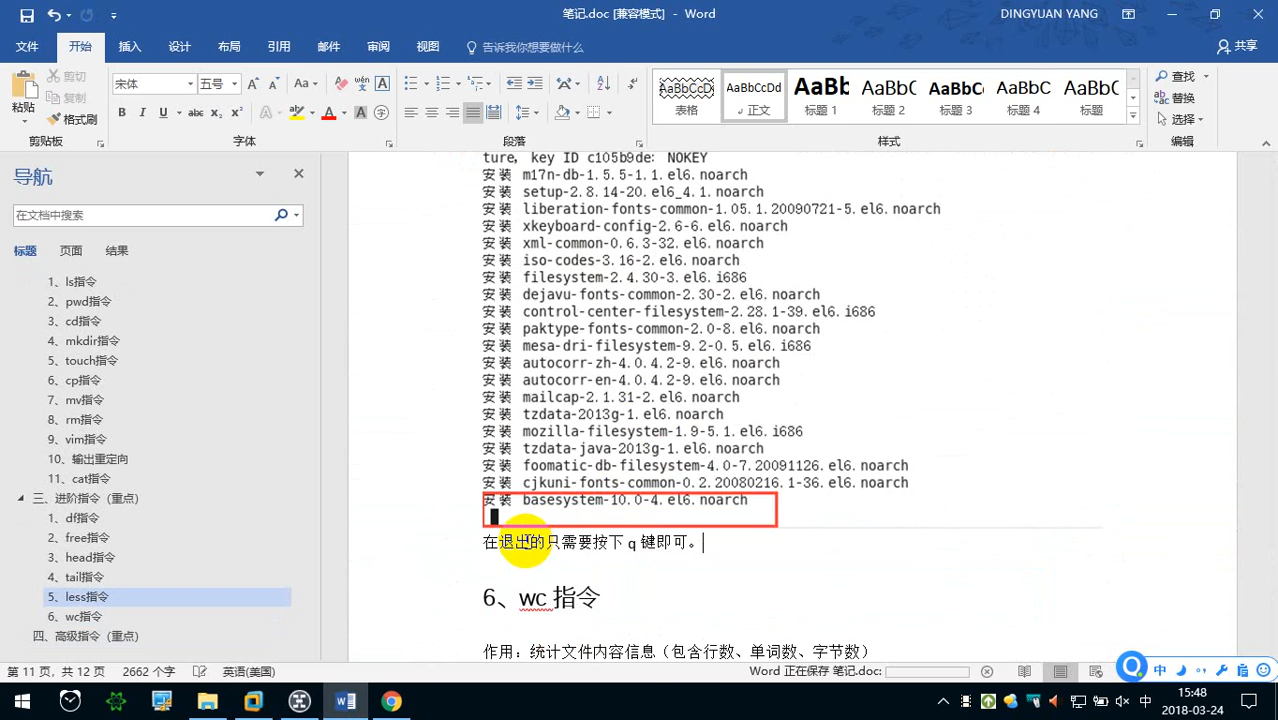 笔记.doc [兼容模式] - Word
DINGYUAN YANG
文件 开始 插入 设计 布局 引用 邮件 审阅 视图 告诉我你想要做什么 共享
粘贴
剪切
复制
格式刷
剪贴板
宋体 五号
字体
段落
AaBbCcDd 表格
AaBbCcDd 正文
AaBb 标题 1
AaBbC 标题 2
AaBbC 标题 3
AaBbC 标题 4
AaBbC 标题
样式
查找
替换
选择
编辑
导航
在文档中搜索
标题 页面 结果
1、ls指令
2、pwd指令
3、cd指令
4、mkdir指令
5、touch指令
6、cp指令
7、mv指令
8、rm指令
9、vim指令
10、输出重定向
11、cat指令
三、进阶指令（重点）
1、df指令
2、free指令
3、head指令
4、tail指令
5、less指令
6、wc指令
四、高级指令（重点）
ture, key ID c105b9de: NOKEY
安装 m17n-db-1.5.5-1.1.el6.noarch
安装 setup-2.8.14-20.el6_4.1.noarch
安装 liberation-fonts-common-1.05.1.20090721-5.el6.noarch
安装 xkeyboard-config-2.6-6.el6.noarch
安装 xml-common-0.6.3-32.el6.noarch
安装 iso-codes-3.16-2.el6.noarch
安装 filesystem-2.4.30-3.el6.i686
安装 dejavu-fonts-common-2.30-2.el6.noarch
安装 control-center-filesystem-2.28.1-39.el6.i686
安装 paktype-fonts-common-2.0-8.el6.noarch
安装 mesa-dri-filesystem-9.2-0.5.el6.i686
安装 autocorr-zh-4.0.4.2-9.el6.noarch
安装 autocorr-en-4.0.4.2-9.el6.noarch
安装 mailcap-2.1.31-2.el6.noarch
安装 tzdata-2013g-1.el6.noarch
安装 mozilla-filesystem-1.9-5.1.el6.i686
安装 tzdata-java-2013g-1.el6.noarch
安装 foomatic-db-filesystem-4.0-7.20091126.el6.noarch
安装 cjkuni-fonts-common-0.2.20080216.1-36.el6.noarch
安装 basesystem-10.0-4.el6.noarch
在退出的只需要按下 q 键即可。
6、wc 指令
作用：统计文件内容信息（包含行数、单词数、字节数）
第 11 页，共 12 页 2662 个字 英语(美国) Word 正在保存 笔记.doc:
中
中
15:48
2018-03-24